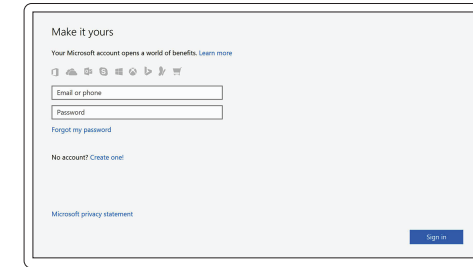 Make it yours
Your Microsoft account opens a world of benefits. Learn more
Email or phone
Password
Forgot my password
No account? Create one!
Microsoft privacy statement
Sign in